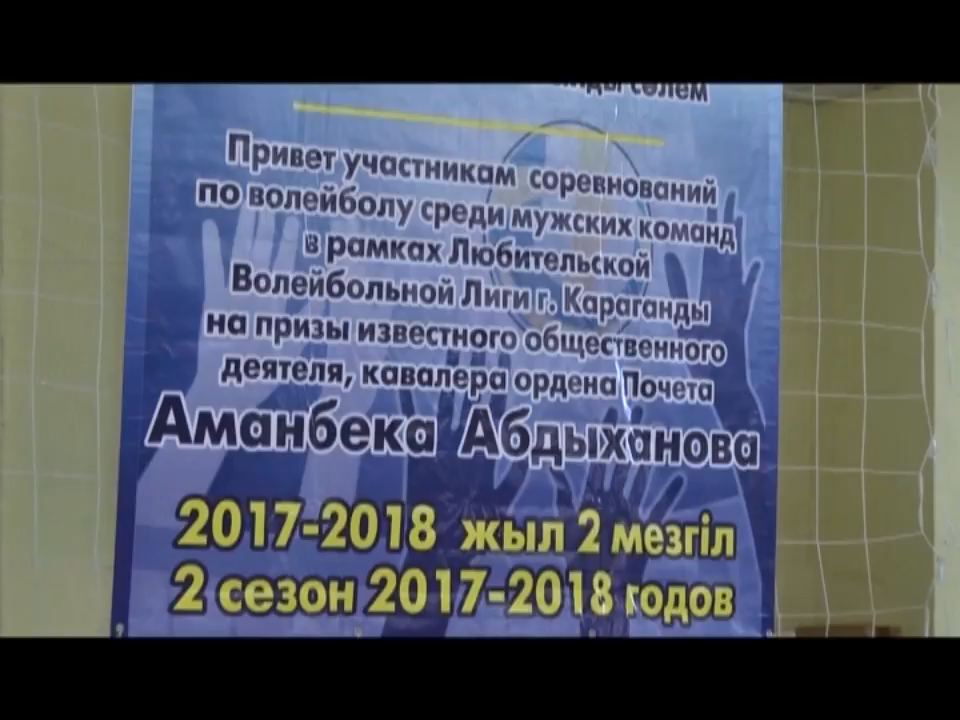 сәлем
Привет участникам соревнований
по волейболу среди мужских команд
в рамках Любительской
Волейбольной Лиги г. Караганды
на призы известного общественного
деятеля, кавалера ордена Почета
Аманбека Абдыханова
2017-2018 жыл 2 мезгіл
2 сезон 2017-2018 годов